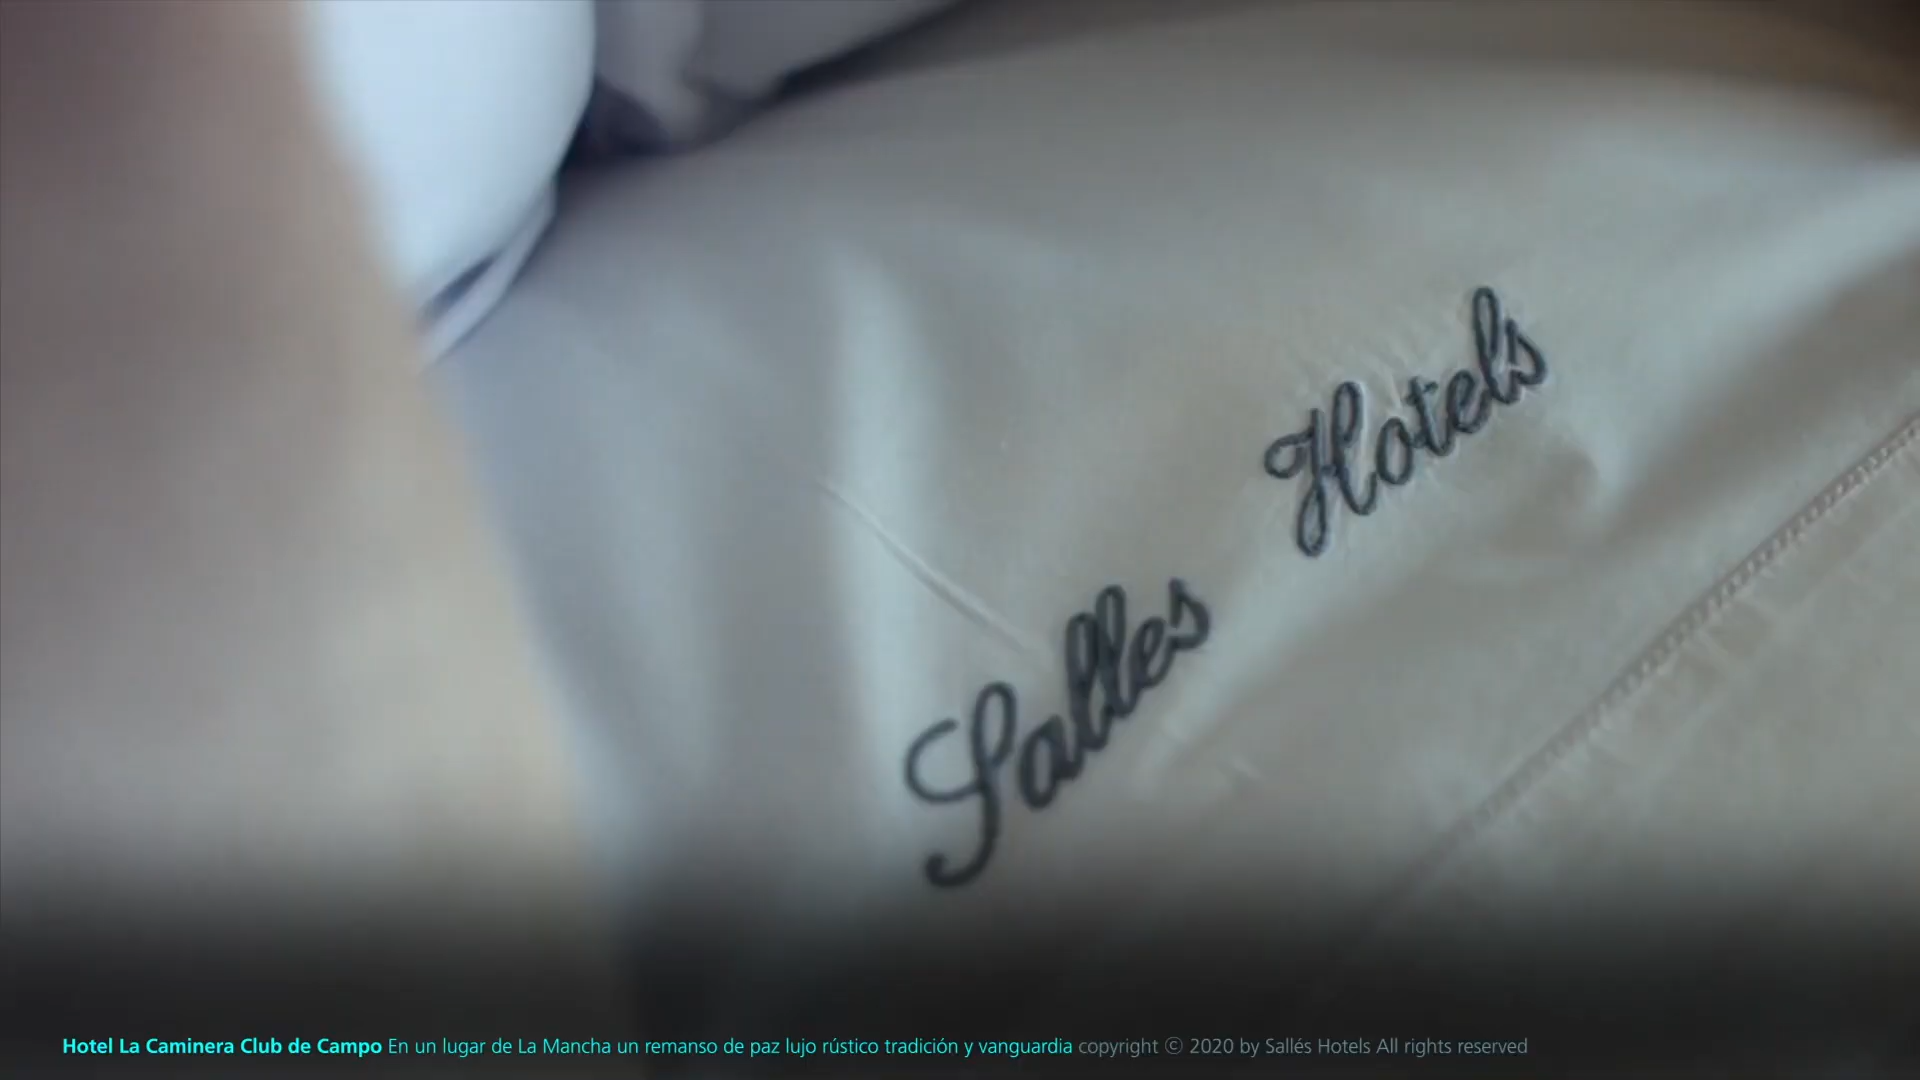 Salles Hotels
Hotel La Caminera Club de Campo En un lugar de La Mancha un remanso de paz lujo rústico tradición y vanguardia copyright © 2020 by Sallés Hotels All rights reserved